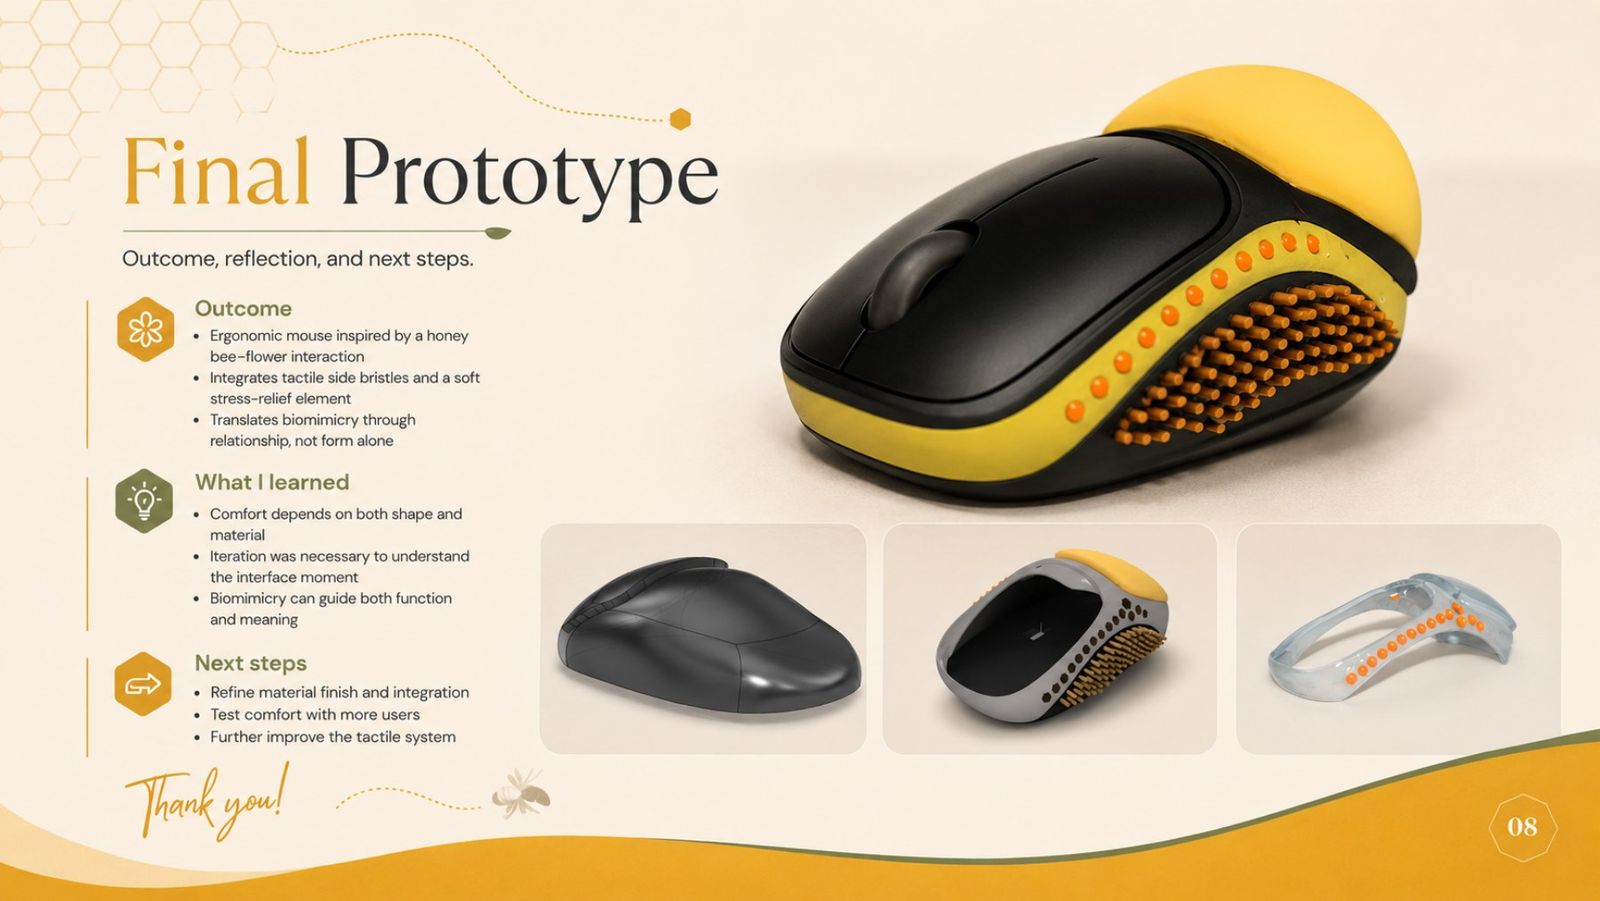 Final Prototype
Outcome, reflection, and next steps.
Outcome
• Ergonomic mouse inspired by a honey
bee–flower interaction
• Integrates tactile side bristles and a soft
stress-relief element
• Translates biomimicry through
relationship, not form alone
What I learned
• Comfort depends on both shape and
material
• Iteration was necessary to understand
the interface moment
• Biomimicry can guide both function
and meaning
Next steps
• Refine material finish and integration
• Test comfort with more users
• Further improve the tactile system
Thank you!
08